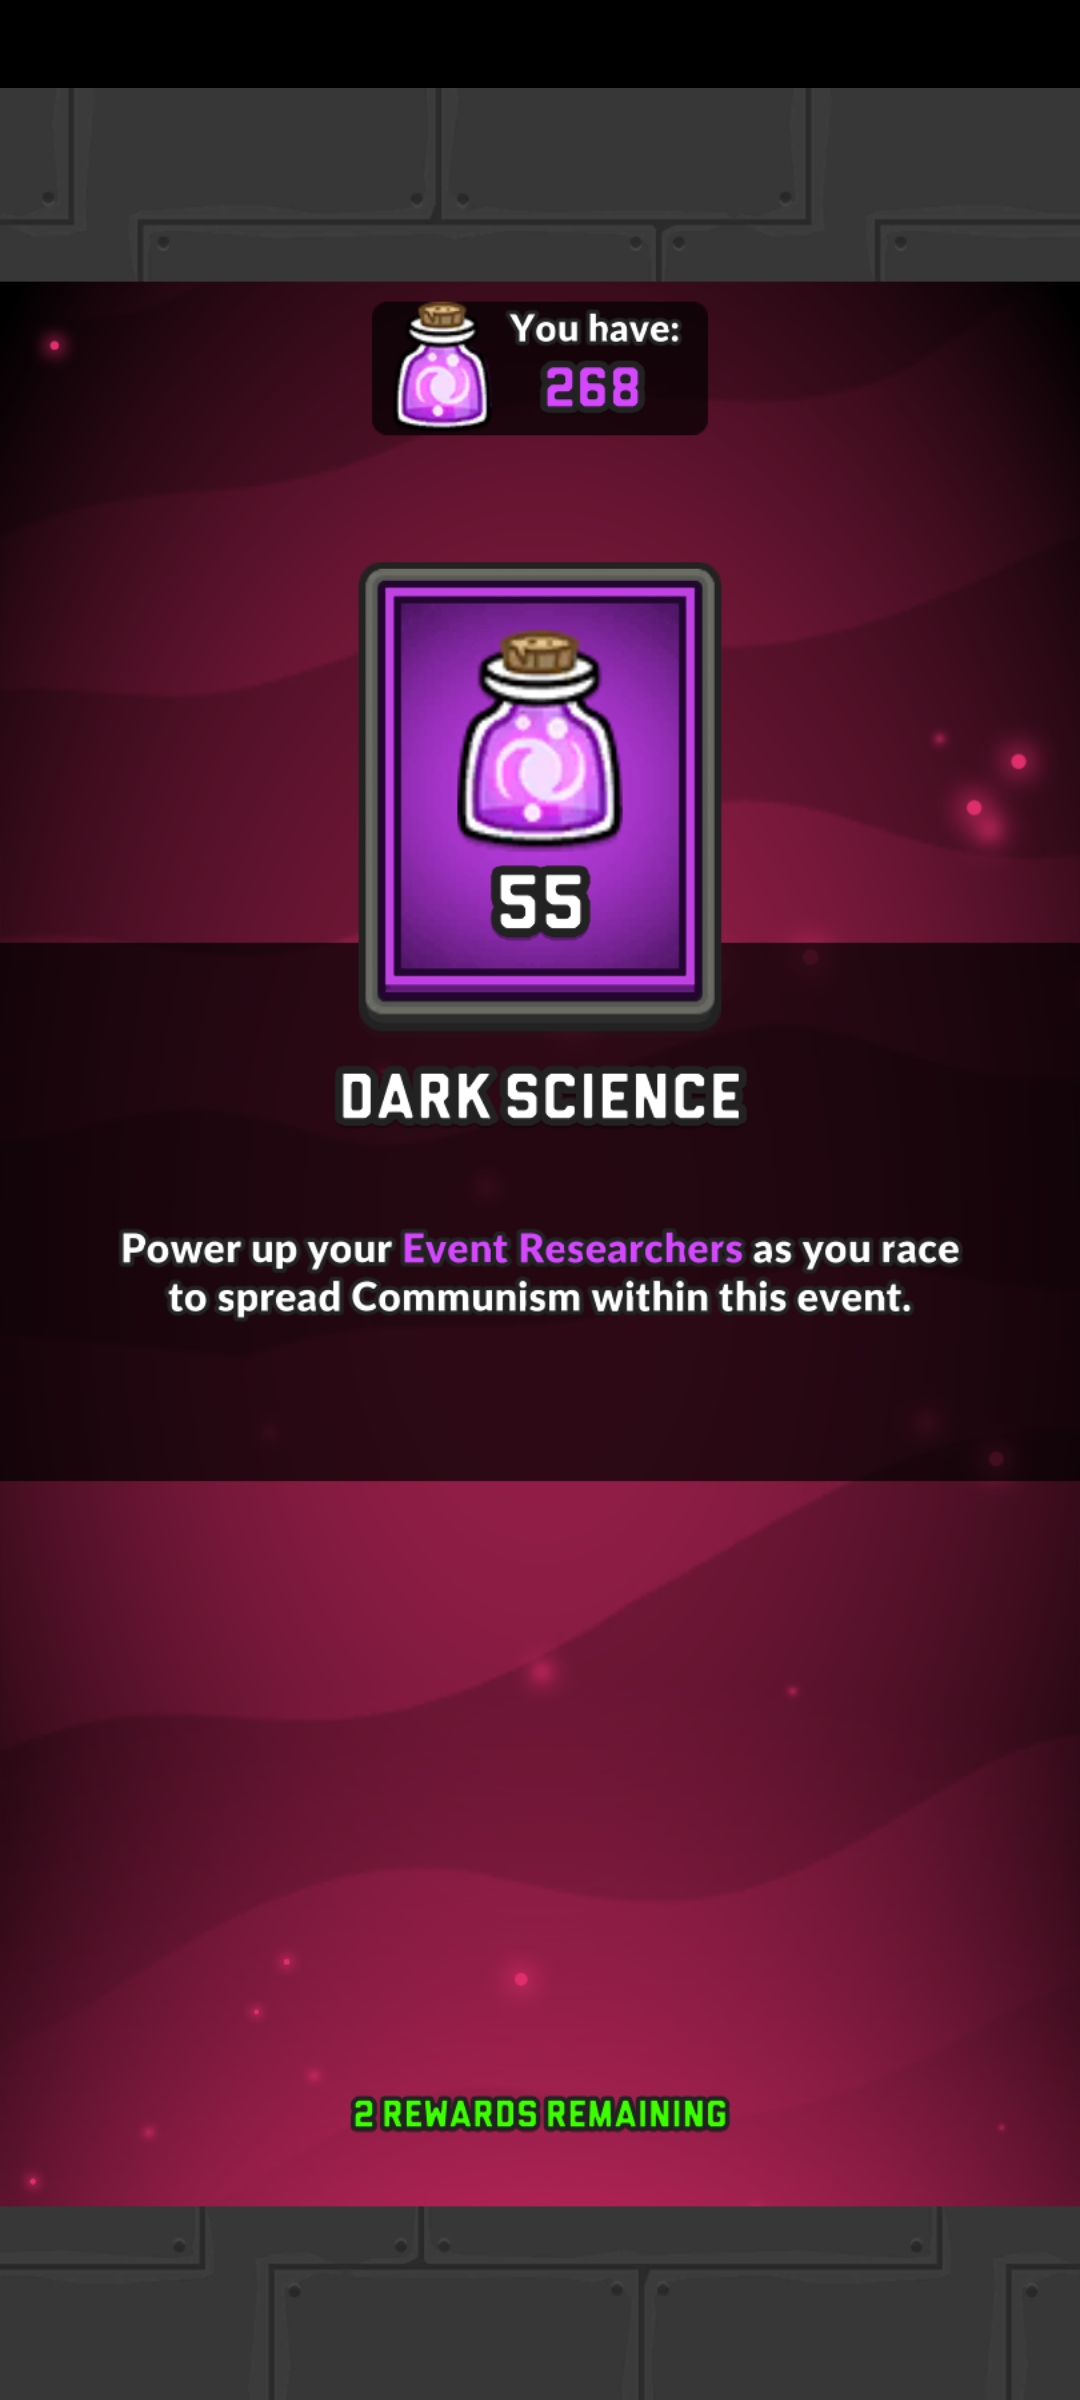 You have:
268
55
DARK SCIENCE
Power up your Event Researchers as you race
to spread Communism within this event.
2 REWARDS REMAINING